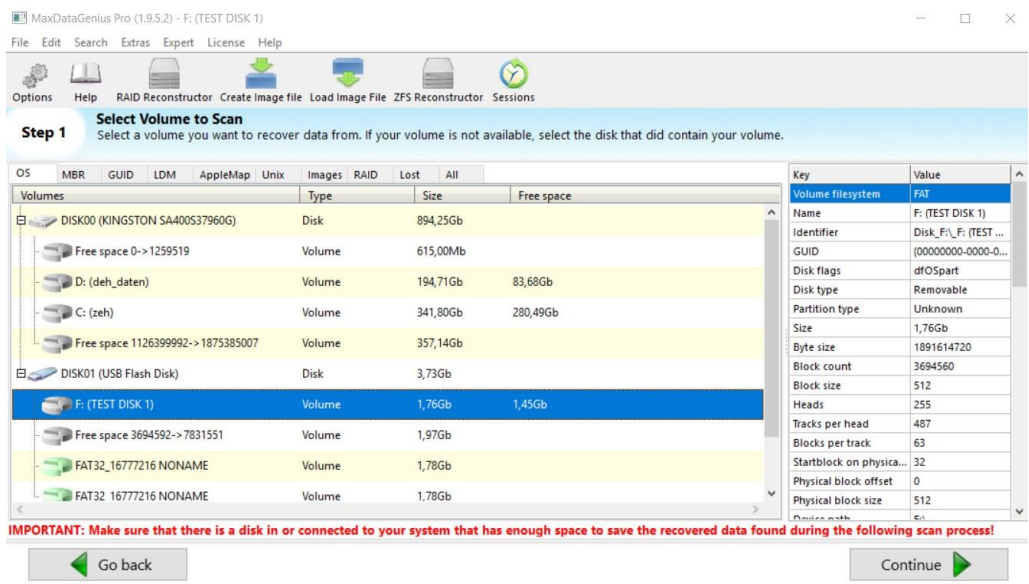 MaxDataGenius Pro (1.9.5.2) - F: (TEST DISK 1)
File Edit Search Extras Expert License Help
Options Help RAID Reconstructor Create Image file Load Image File ZFS Reconstructor Sessions
Step 1
Select Volume to Scan
Select a volume you want to recover data from. If your volume is not available, select the disk that did contain your volume.
OS MBR GUID LDM AppleMap Unix Images RAID Lost All
Volumes Type Size Free space
DISK00 (KINGSTON SA400S37960G) Disk 894,25Gb
Free space 0->1259519 Volume 615,00Mb
D: (deh_daten) Volume 194,71Gb 83,68Gb
C: (zeh) Volume 341,80Gb 280,49Gb
Free space 1126399992->1875385007 Volume 357,14Gb
DISK01 (USB Flash Disk) Disk 3,73Gb
F: (TEST DISK 1) Volume 1,76Gb 1,45Gb
Free space 3694592->7831551 Volume 1,97Gb
FAT32_16777216 NONAME Volume 1,78Gb
FAT32_16777216 NONAME Volume 1,78Gb
Key Value
Volume filesystem FAT
Name F: (TEST DISK 1)
Identifier Disk_F:\_F: (TEST ...
GUID {00000000-0000-0...
Disk flags dfOSpart
Disk type Removable
Partition type Unknown
Size 1,76Gb
Byte size 1891614720
Block count 3694560
Block size 512
Heads 255
Tracks per head 487
Blocks per track 63
Startblock on physica... 32
Physical block offset 0
Physical block size 512
Device path F:\
IMPORTANT: Make sure that there is a disk in or connected to your system that has enough space to save the recovered data found during the following scan process!
Go back
Continue